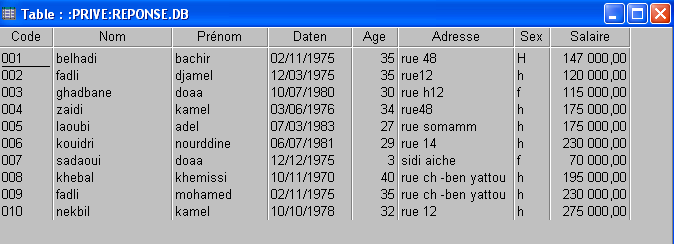 Table : :PRIVE:REPONSE.DB
Code Nom Prénom Daten Age Adresse Sex Salaire
001 belhadi bachir 02/11/1975 35 rue 48 H 147 000,00
002 fadli djamel 12/03/1975 35 rue12 h 120 000,00
003 ghadbane doaa 10/07/1980 30 rue h12 f 115 000,00
004 zaidi kamel 03/06/1976 34 rue48 h 175 000,00
005 laoubi adel 07/03/1983 27 rue somamm h 175 000,00
006 kouidri nourddine 06/07/1981 29 rue 14 h 230 000,00
007 sadaoui doaa 12/12/1975 3 sidi aiche f 70 000,00
008 khebal khemissi 10/11/1970 40 rue ch -ben yattou h 195 000,00
009 fadli mohamed 02/11/1975 35 rue ch -ben yattou h 230 000,00
010 nekbil kamel 10/10/1978 32 rue 12 h 275 000,00